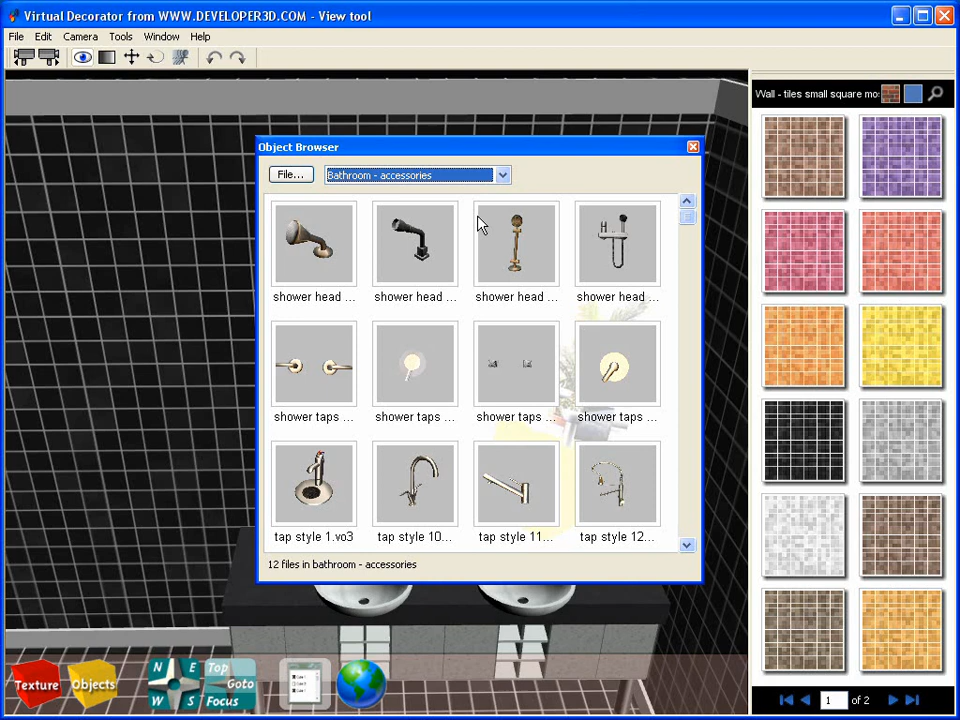 Virtual Decorator from WWW.DEVELOPER3D.COM - View tool
File Edit Camera Tools Window Help
Wall - tiles small square mo:
Object Browser
File... Bathroom - accessories
shower head ... shower head ... shower head ... shower head ...
shower taps ... shower taps ... shower taps ... shower taps ...
tap style 1.vo3 tap style 10... tap style 11... tap style 12...
12 files in bathroom - accessories
Texture Objects N E W S Top Goto Focus
1 of 2